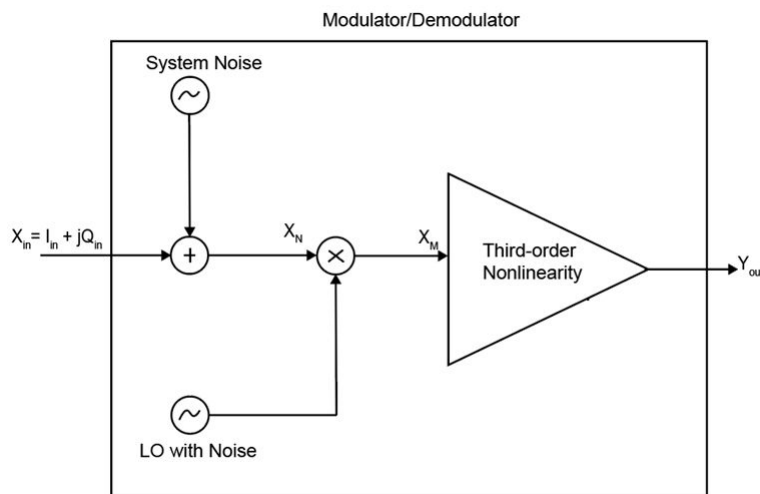 Modulator/Demodulator
System Noise
X_in = I_in + jQ_in
+
X_N
×
X_M
Third-order
Nonlinearity
Y_ou
LO with Noise